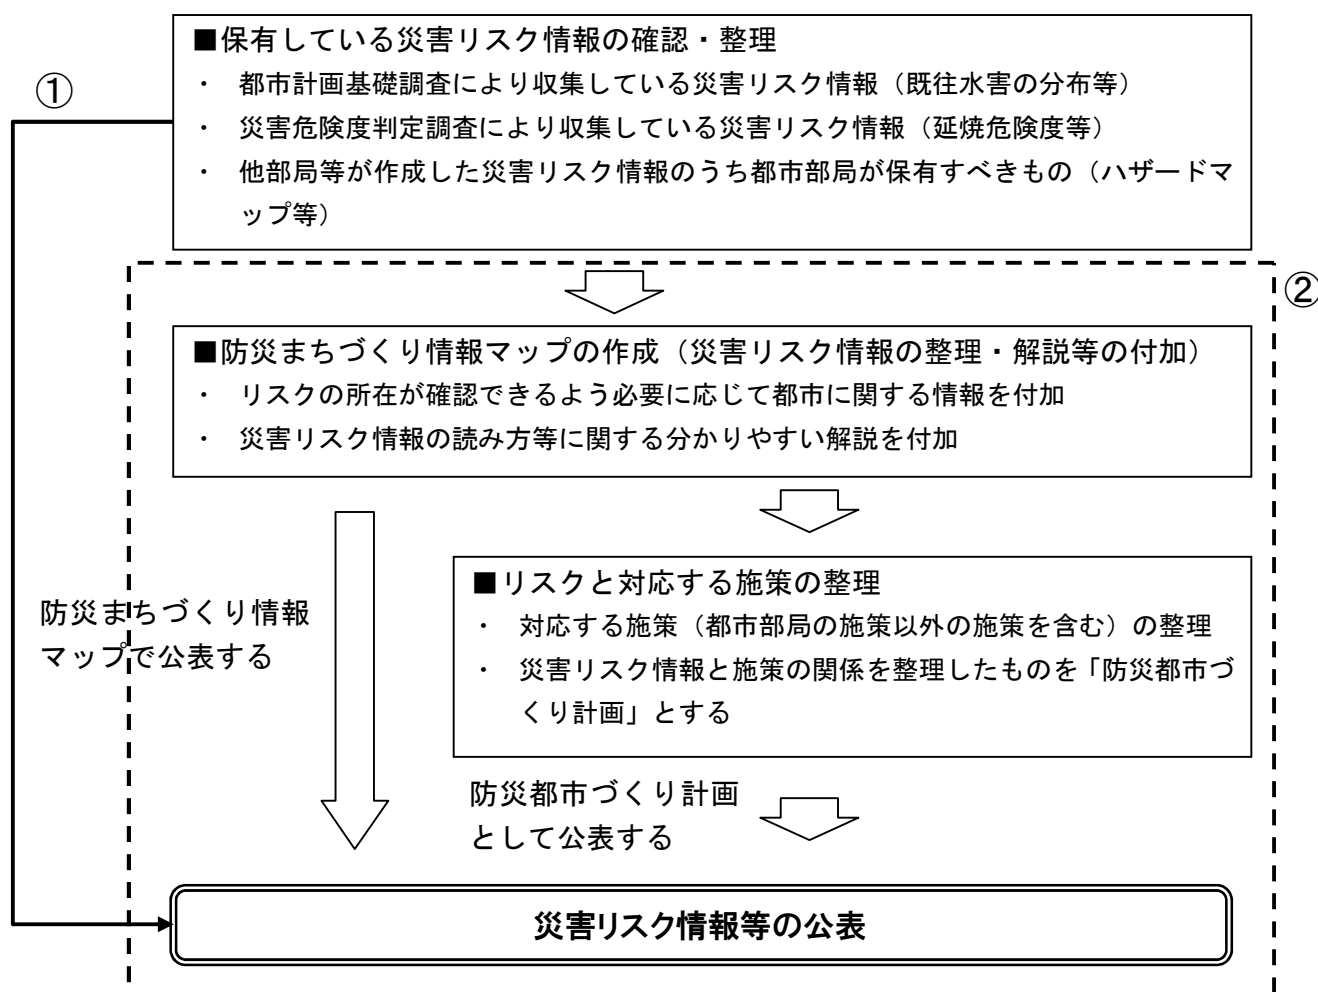 ■保有している災害リスク情報の確認・整理
・ 都市計画基礎調査により収集している災害リスク情報（既往水害の分布等）
①
・ 災害危険度判定調査により収集している災害リスク情報（延焼危険度等）
・ 他部局等が作成した災害リスク情報のうち都市部局が保有すべきもの（ハザードマ
ップ等）
②
■防災まちづくり情報マップの作成（災害リスク情報の整理・解説等の付加）
・ リスクの所在が確認できるよう必要に応じて都市に関する情報を付加
・ 災害リスク情報の読み方等に関する分かりやすい解説を付加
■リスクと対応する施策の整理
・ 対応する施策（都市部局の施策以外の施策を含む）の整理
・ 災害リスク情報と施策の関係を整理したものを「防災都市づ
くり計画」とする
防災まちづくり情報
マップで公表する
防災都市づくり計画
として公表する
災害リスク情報等の公表